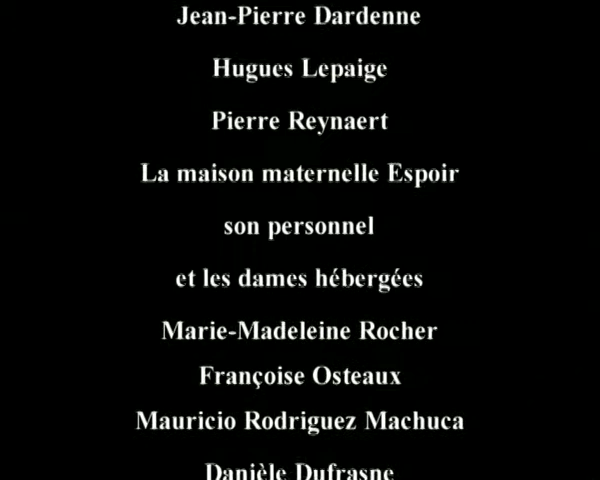 Jean-Pierre Dardenne
Hugues Lepaige
Pierre Reynaert
La maison maternelle Espoir
son personnel
et les dames hébergées
Marie-Madeleine Rocher
Françoise Osteaux
Mauricio Rodriguez Machuca
Danièle Dufrasne